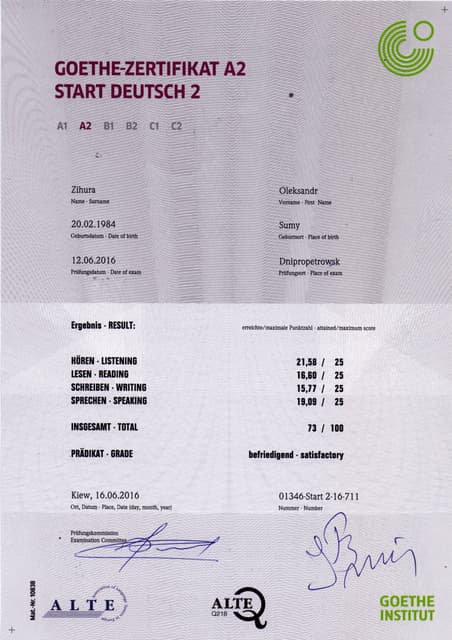 GOETHE-ZERTIFIKAT A2
START DEUTSCH 2
A1 A2 B1 B2 C1 C2
Zihura Oleksandr
Name · Surname Vorname · First Name
20.02.1984 Sumy
Geburtsdatum · Date of birth Geburtsort · Place of birth
12.06.2016 Dnipropetrowsk
Prüfungsdatum · Date of exam Prüfungsort · Place of exam
Ergebnis · RESULT: erreichte/maximale Punktzahl · attained/maximum score
HÖREN · LISTENING 21,58 / 25
LESEN · READING 16,60 / 25
SCHREIBEN · WRITING 15,77 / 25
SPRECHEN · SPEAKING 19,09 / 25
INSGESAMT · TOTAL 73 / 100
PRÄDIKAT · GRADE befriedigend · satisfactory
Kiew, 16.06.2016 01346-Start 2-16-711
Ort, Datum · Place, Date (day, month, year) Nummer · Number
Prüfungskommission
Examination Committee
Mat.-Nr. 10638
ALTE
ALTE
Q218
GOETHE
INSTITUT